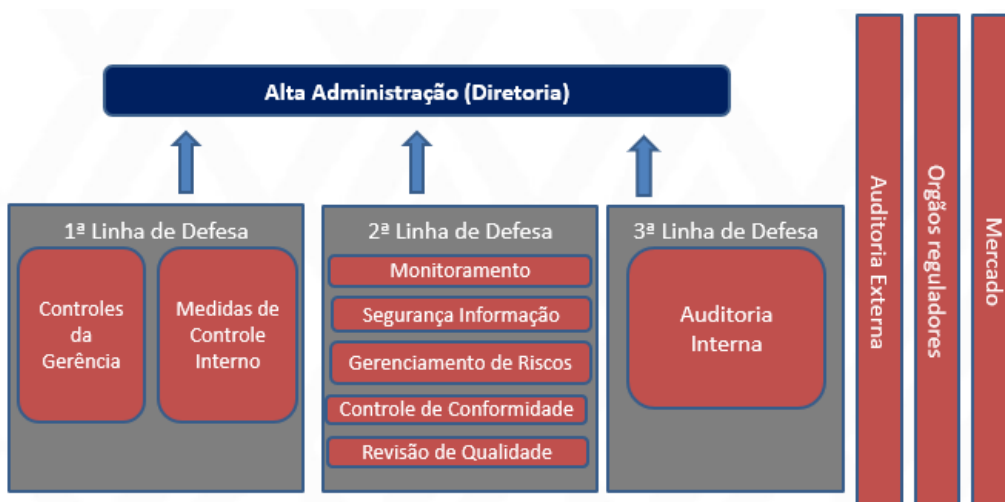 Alta Administração (Diretoria)
1ª Linha de Defesa
Controles
da
Gerência
Medidas de
Controle
Interno
2ª Linha de Defesa
Monitoramento
Segurança Informação
Gerenciamento de Riscos
Controle de Conformidade
Revisão de Qualidade
3ª Linha de Defesa
Auditoria
Interna
Auditoria Externa
Orgãos reguladores
Mercado